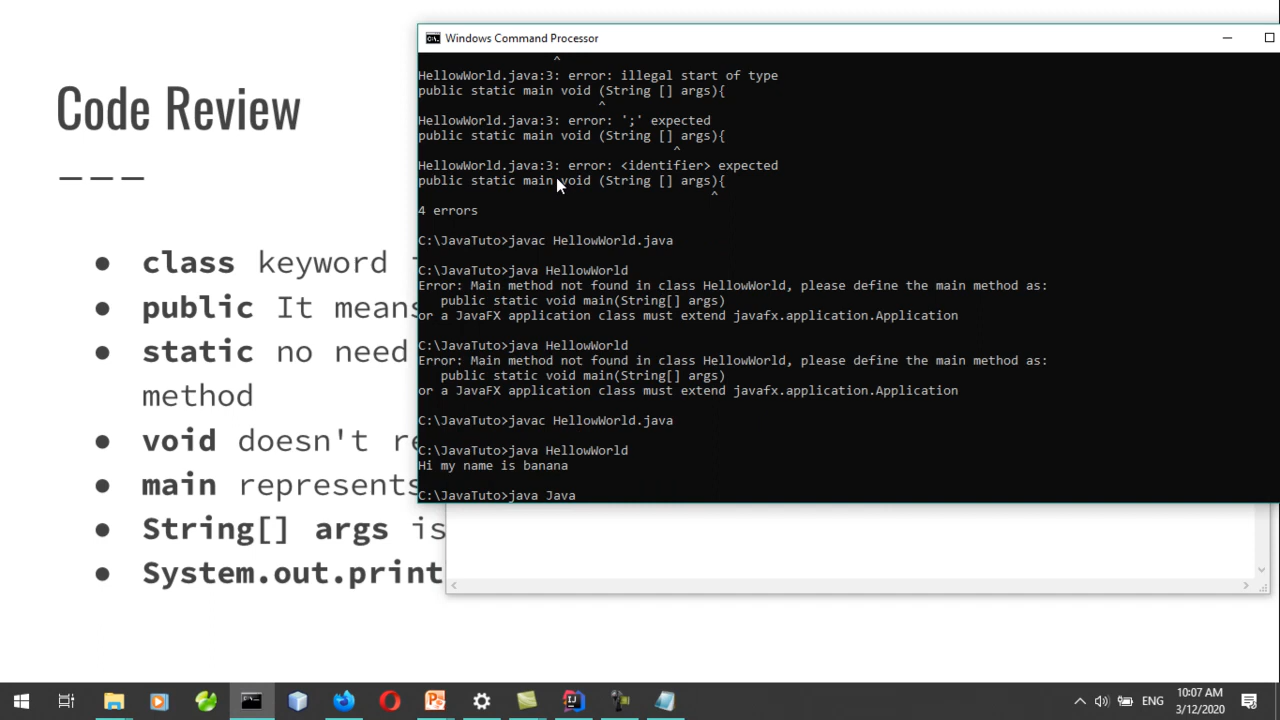 Code Review
Windows Command Processor
^
HellowWorld.java:3: error: illegal start of type
public static main void (String [] args){
^
HellowWorld.java:3: error: ';' expected
public static main void (String [] args){
^
HellowWorld.java:3: error: <identifier> expected
public static main void (String [] args){
^
4 errors
C:\JavaTuto>javac HellowWorld.java
C:\JavaTuto>java HellowWorld
Error: Main method not found in class HellowWorld, please define the main method as:
public static void main(String[] args)
or a JavaFX application class must extend javafx.application.Application
C:\JavaTuto>java HellowWorld
Error: Main method not found in class HellowWorld, please define the main method as:
public static void main(String[] args)
or a JavaFX application class must extend javafx.application.Application
C:\JavaTuto>javac HellowWorld.java
C:\JavaTuto>java HellowWorld
Hi my name is banana
C:\JavaTuto>java Java
● class keyword
● public It means
● static no need
method
● void doesn't
● main represents
● String[] args is
● System.out.print
ENG
10:07 AM
3/12/2020